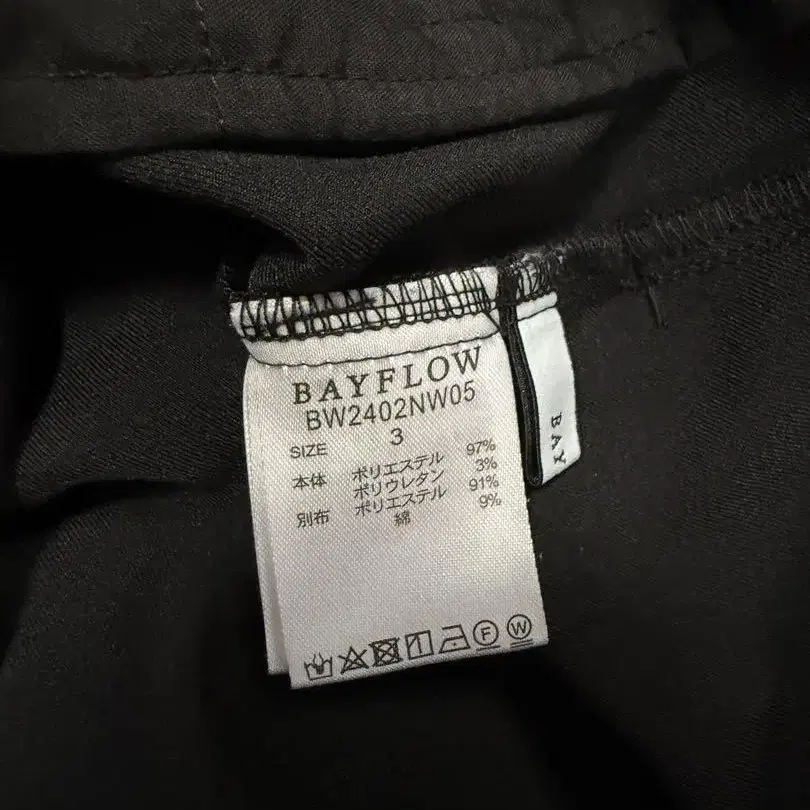 BAYFLOW
BW2402NW05
SIZE 3
本体 ポリエステル 97%
ポリウレタン 3%
別布 ポリエステル 91%
綿 9%
F W
BAY